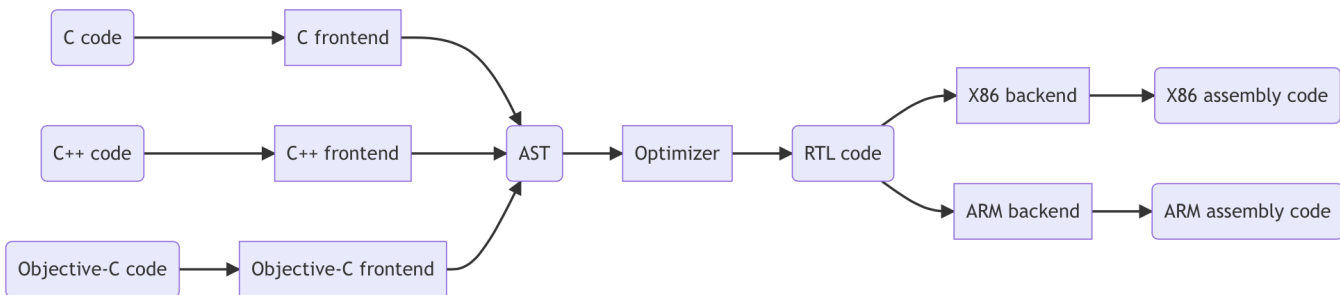 C code
C frontend
X86 backend
X86 assembly code
C++ code
C++ frontend
AST
Optimizer
RTL code
ARM backend
ARM assembly code
Objective-C code
Objective-C frontend